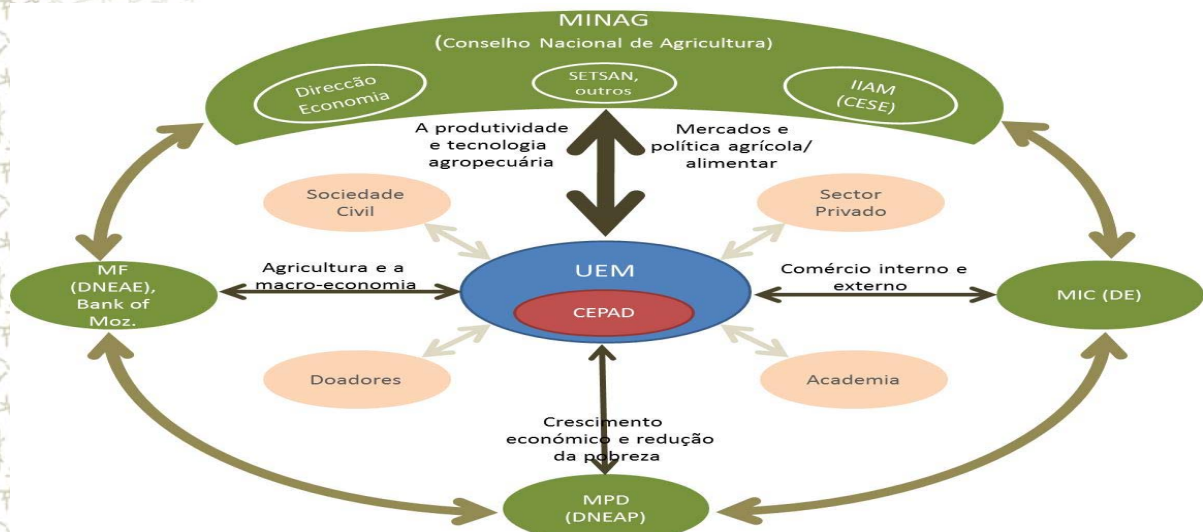 MINAG
(Conselho Nacional de Agricultura)
Direcção
Economia
SETSAN,
outros
IIAM
(CESE)
A produtividade
e tecnologia
agropecuária
Mercados e
política agrícola/
alimentar
Sociedade
Civil
Sector
Privado
MF
(DNEAE),
Bank of
Moz.
Agricultura e a
macro-economia
UEM
CEPAD
Comércio interno e
externo
MIC (DE)
Doadores
Academia
Crescimento
económico e redução
da pobreza
MPD
(DNEAP)